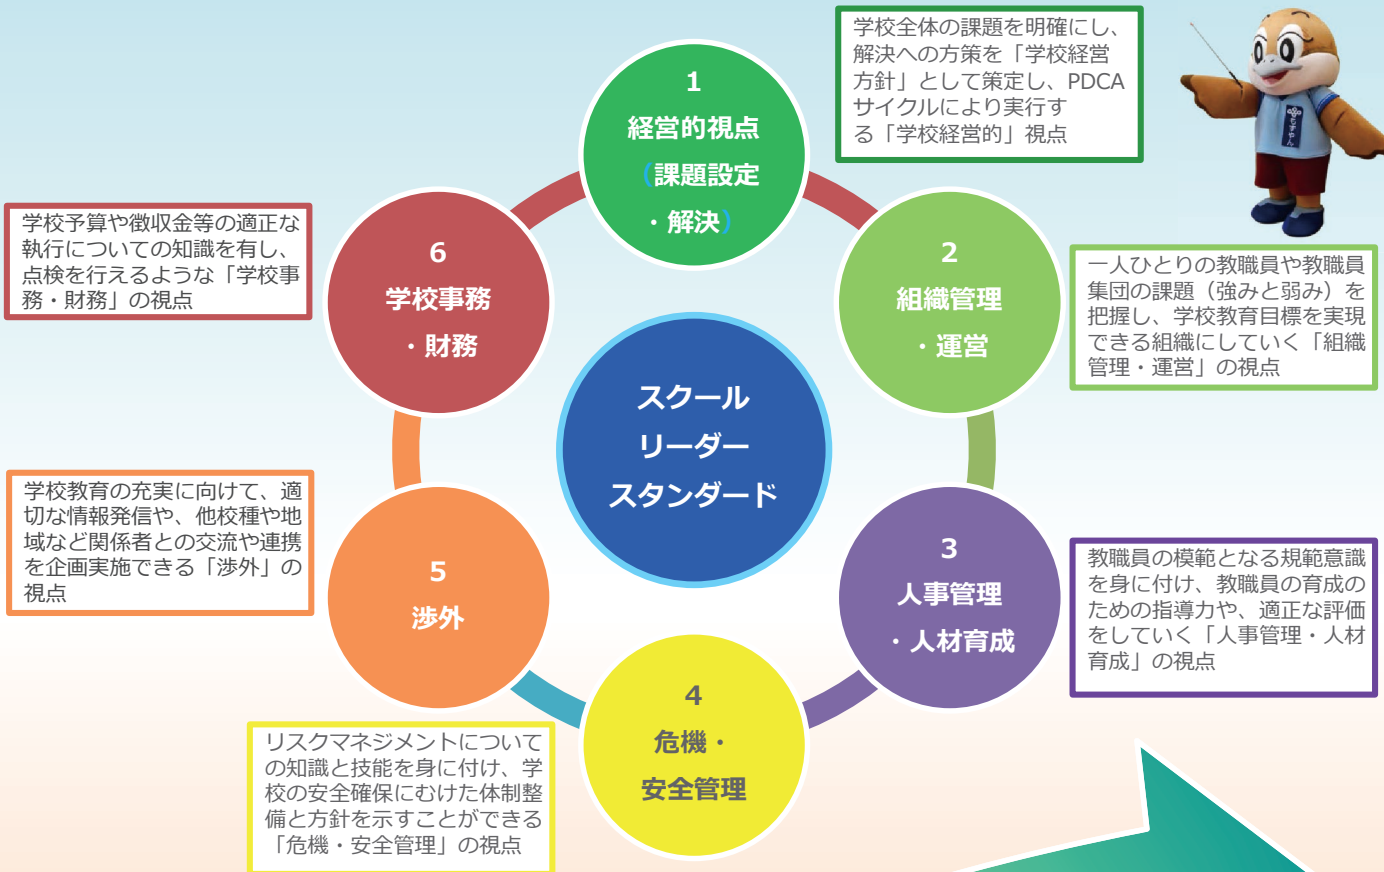 学校全体の課題を明確にし、
解決への方策を「学校経営
方針」として策定し、PDCA
サイクルにより実行す
る「学校経営的」視点
1
経営的視点
（課題設定
・解決）
もずやん
学校予算や徴収金等の適正な
執行についての知識を有し、
点検を行えるような「学校事
務・財務」の視点
6
学校事務
・財務
2
組織管理
・運営
一人ひとりの教職員や教職員
集団の課題（強みと弱み）を
把握し、学校教育目標を実現
できる組織にしていく「組織
管理・運営」の視点
スクール
リーダー
スタンダード
学校教育の充実に向けて、適
切な情報発信や、他校種や地
域など関係者との交流や連携
を企画実施できる「渉外」の
視点
5
渉外
3
人事管理
・人材育成
教職員の模範となる規範意識
を身に付け、教職員の育成の
ための指導力や、適正な評価
をしていく「人事管理・人材
育成」の視点
4
危機・
安全管理
リスクマネジメントについて
の知識と技能を身に付け、学
校の安全確保にむけた体制整
備と方針を示すことができる
「危機・安全管理」の視点